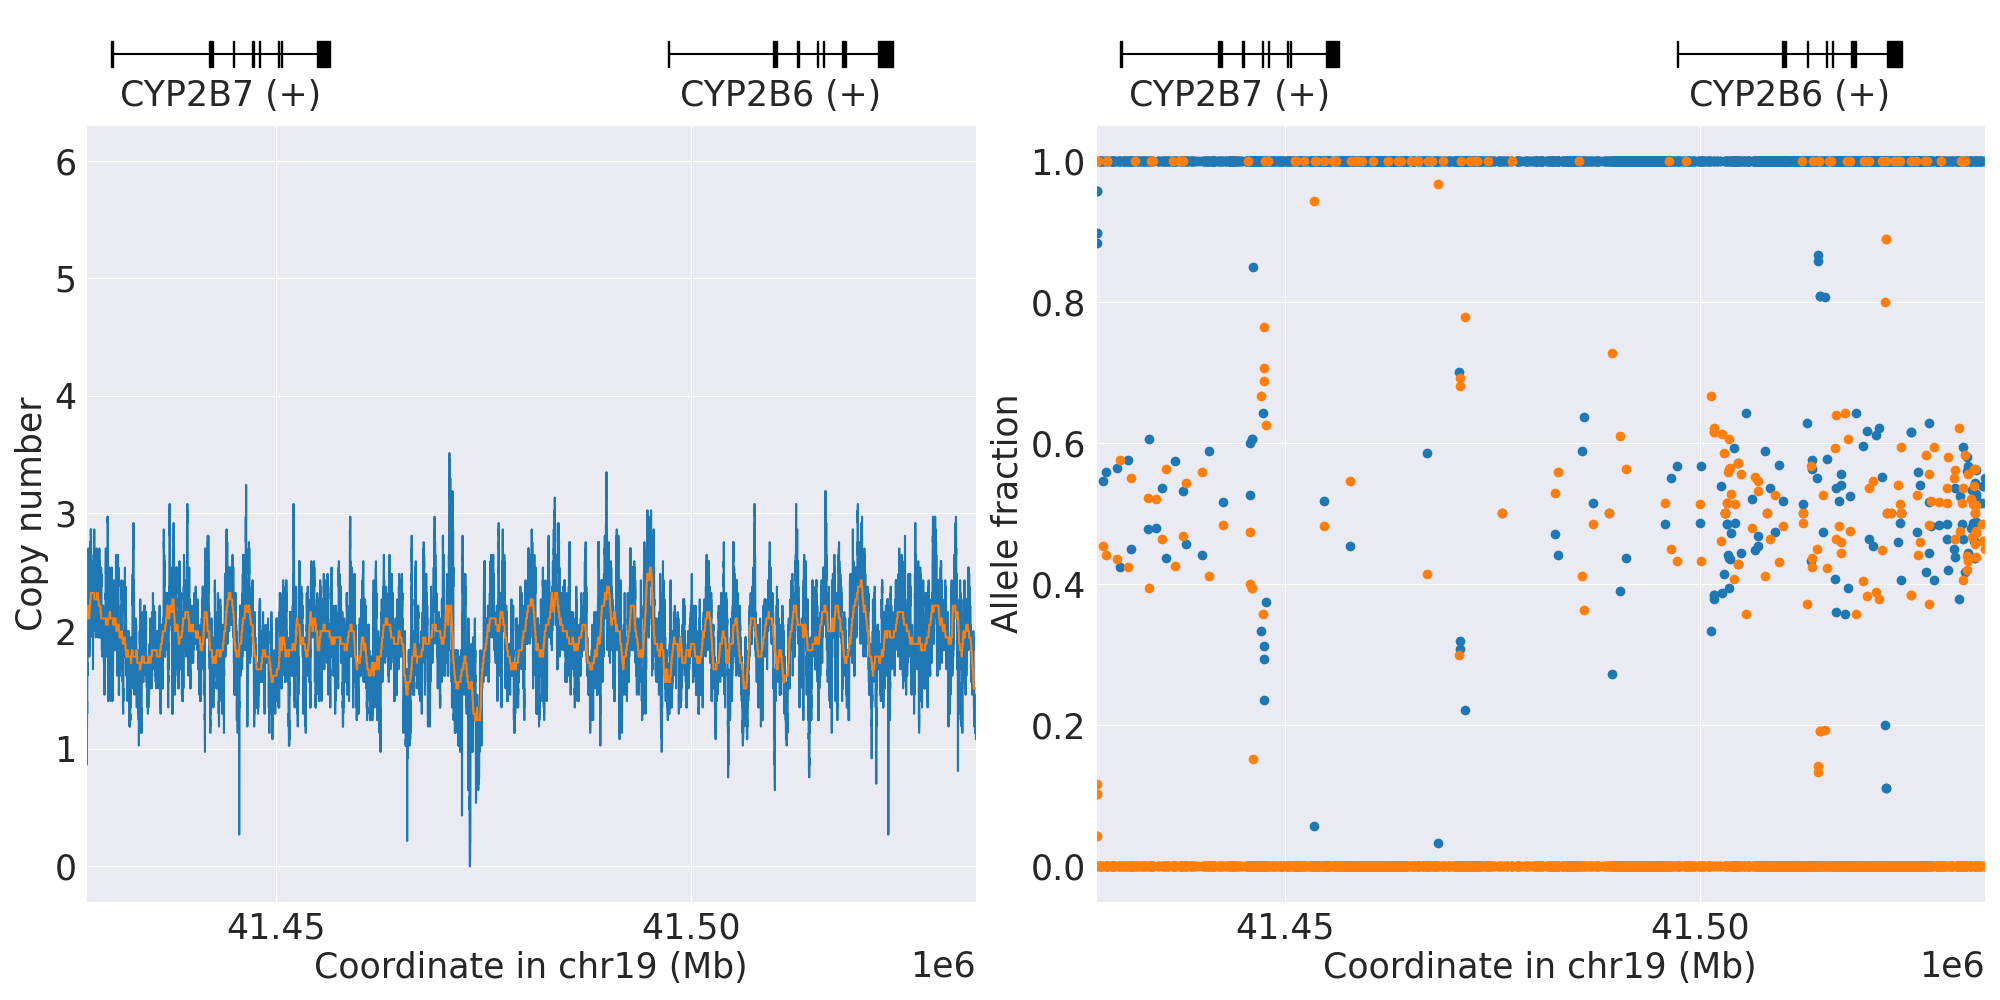 CYP2B7 (+)
CYP2B6 (+)
6
5
4
3
2
1
0
Copy number
41.45
41.50
Coordinate in chr19 (Mb)
1e6
CYP2B7 (+)
CYP2B6 (+)
1.0
0.8
0.6
0.4
0.2
0.0
Allele fraction
41.45
41.50
Coordinate in chr19 (Mb)
1e6